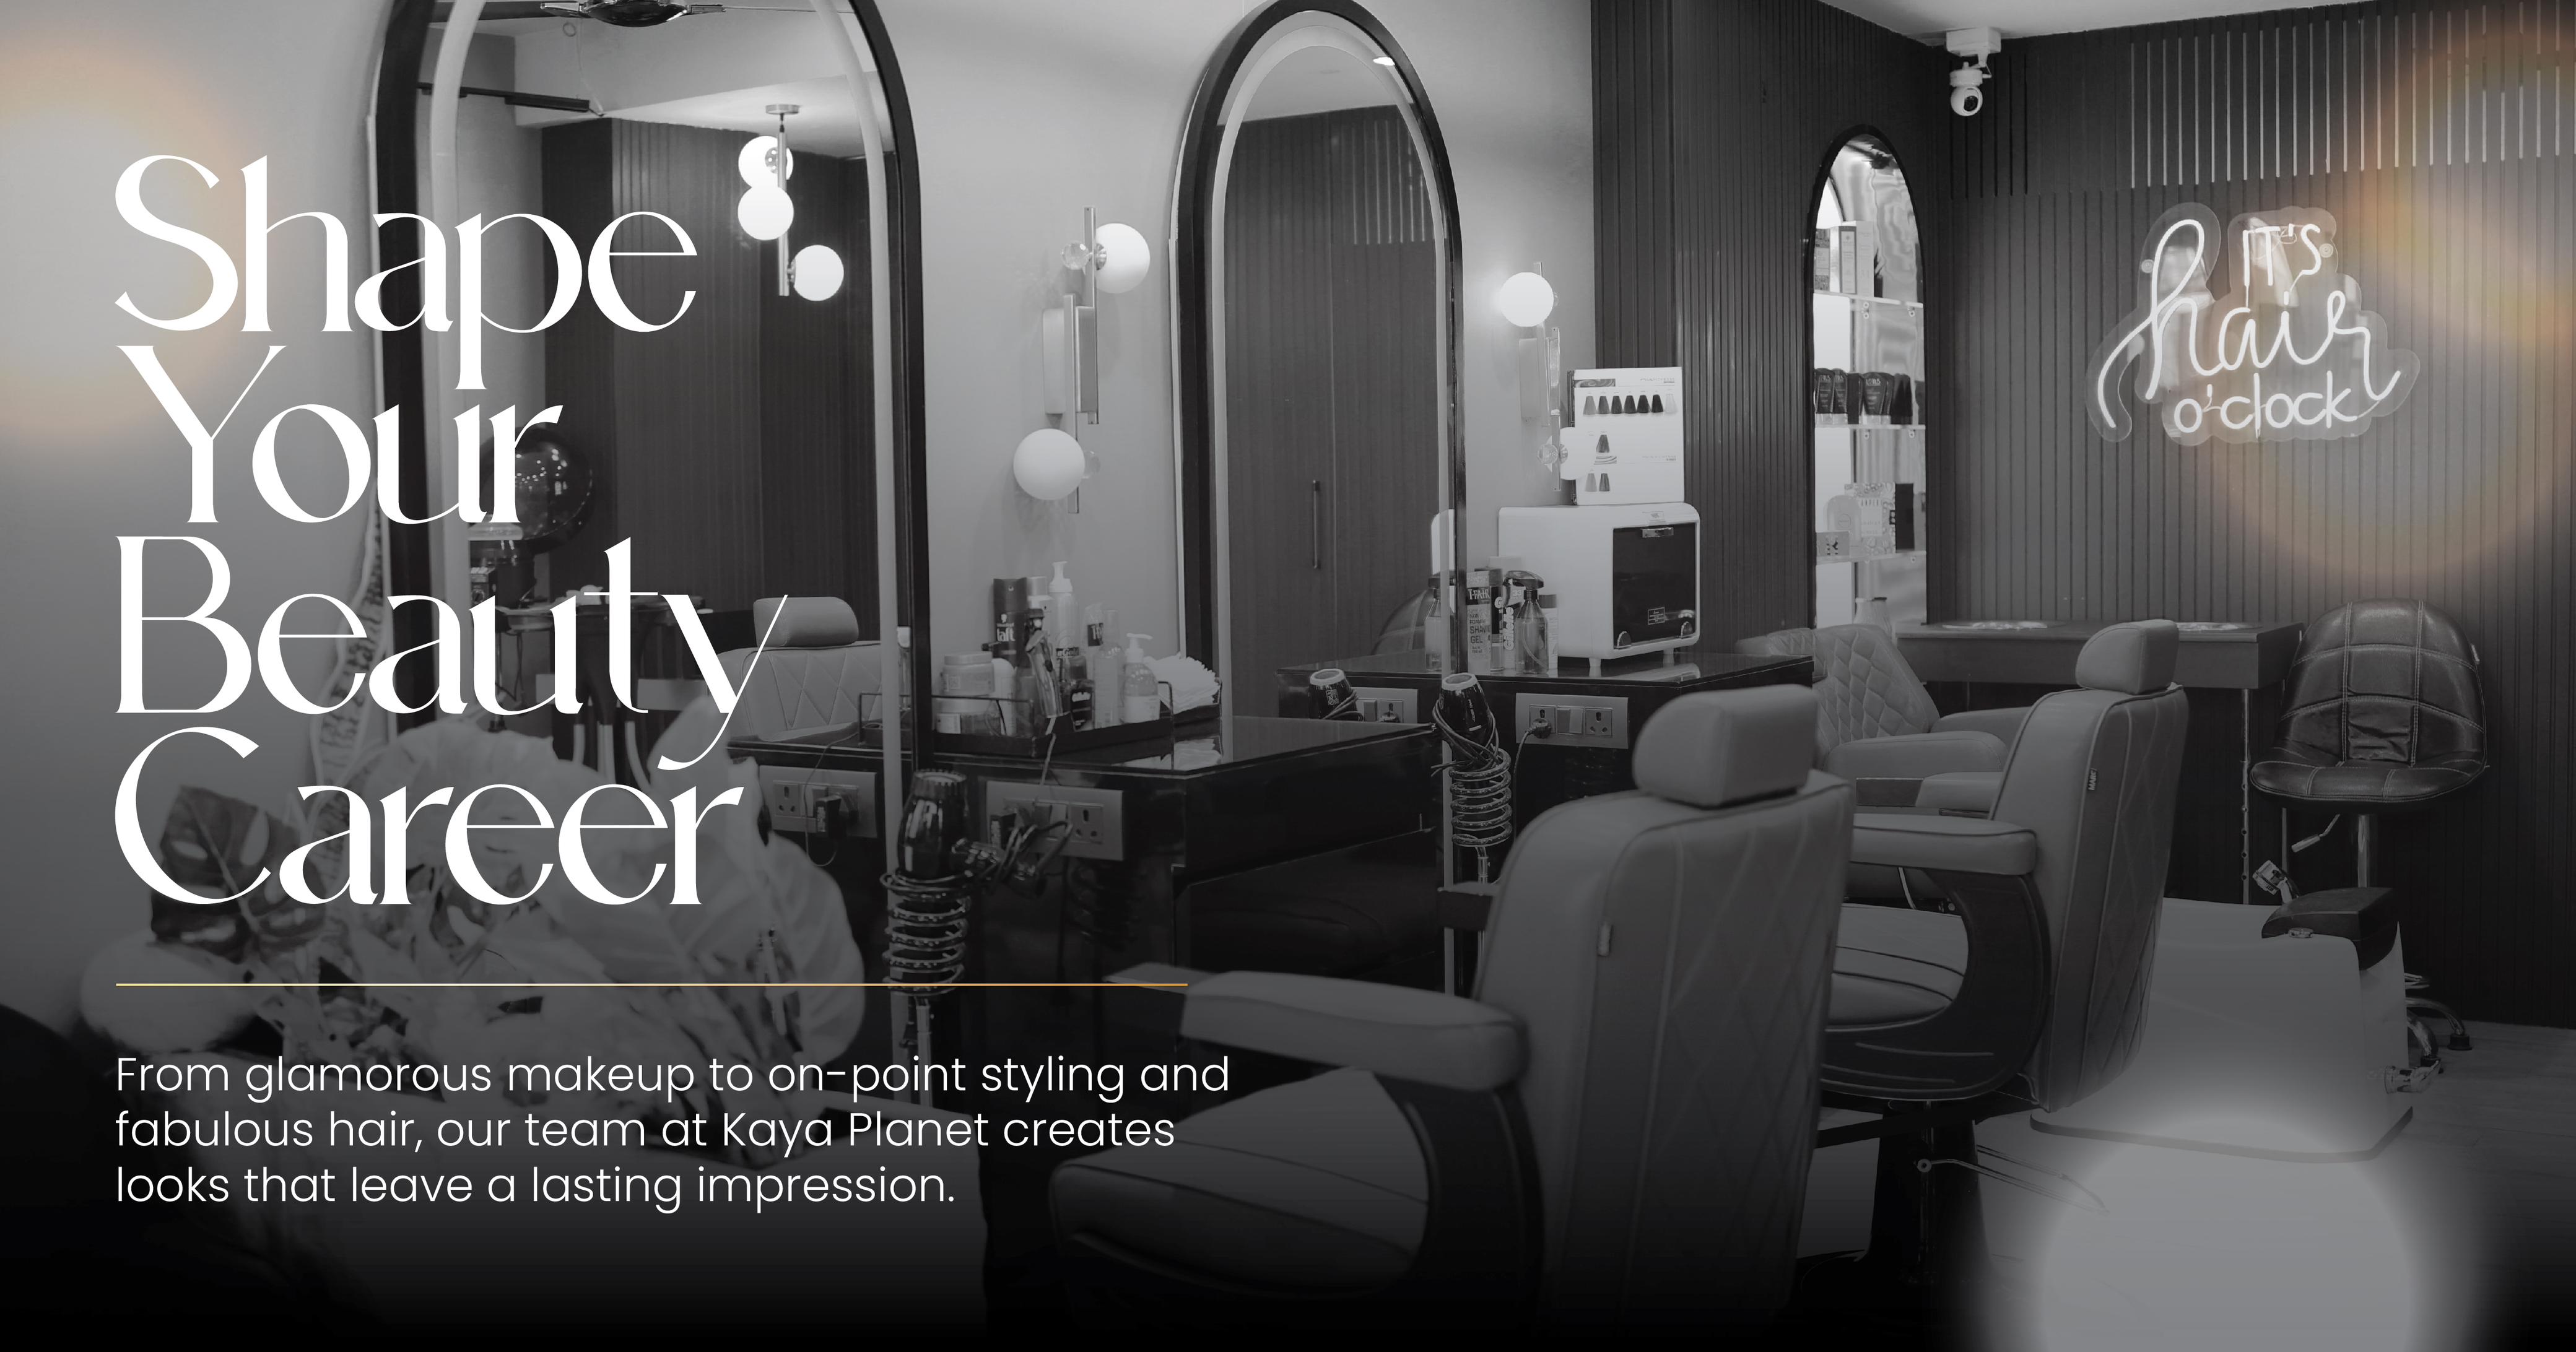 Shape
Your
Beauty
Career
From glamorous makeup to on-point styling and
fabulous hair, our team at Kaya Planet creates
looks that leave a lasting impression.
IT'S
hair
o'clock